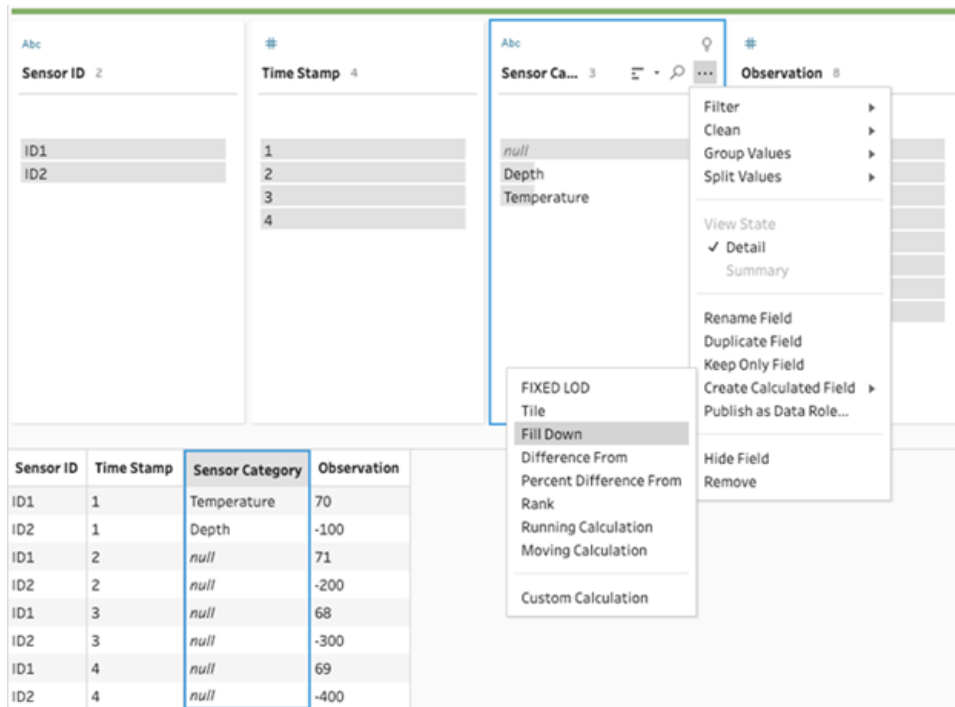 Abc
Sensor ID 2
ID1
ID2
#
Time Stamp 4
1
2
3
4
Abc
Sensor Ca... 3 ...
null
Depth
Temperature
#
Observation 8
Filter
Clean
Group Values
Split Values
View State
✓ Detail
Summary
Rename Field
Duplicate Field
Keep Only Field
Create Calculated Field
Publish as Data Role...
Hide Field
Remove
FIXED LOD
Tile
Fill Down
Difference From
Percent Difference From
Rank
Running Calculation
Moving Calculation
Custom Calculation
Sensor ID Time Stamp Sensor Category Observation
ID1 1 Temperature 70
ID2 1 Depth -100
ID1 2 null 71
ID2 2 null -200
ID1 3 null 68
ID2 3 null -300
ID1 4 null 69
ID2 4 null -400